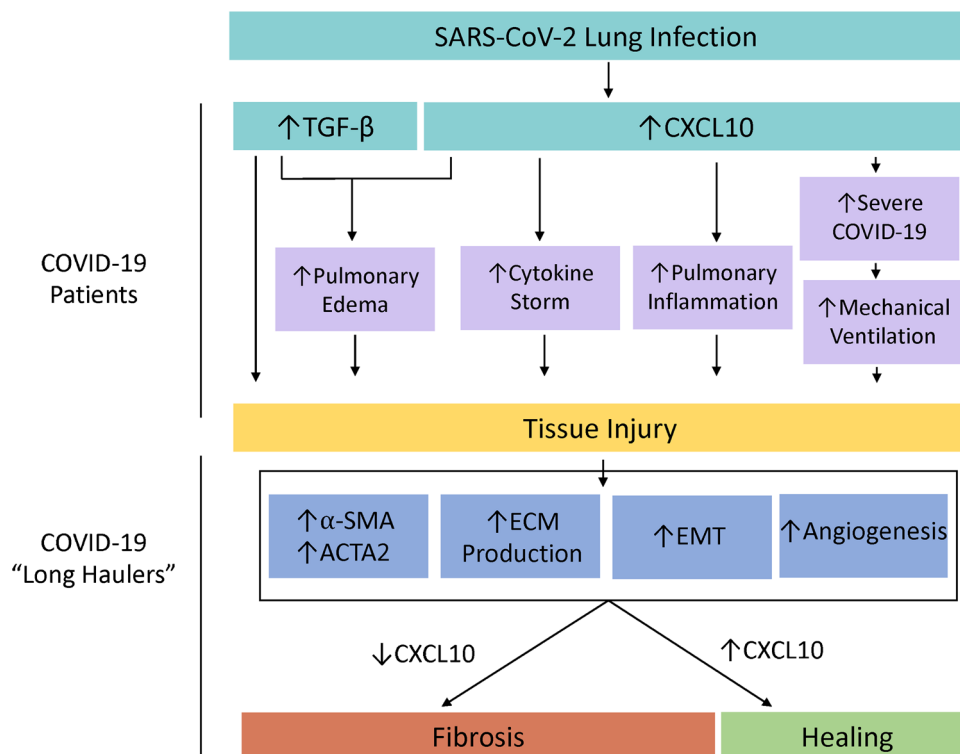 SARS-CoV-2 Lung Infection
↑TGF-β
↑CXCL10
COVID-19
Patients
↑Pulmonary
Edema
↑Cytokine
Storm
↑Pulmonary
Inflammation
↑Severe
COVID-19
↑Mechanical
Ventilation
Tissue Injury
COVID-19
“Long Haulers”
↑α-SMA
↑ACTA2
↑ECM
Production
↑EMT
↑Angiogenesis
↓CXCL10
↑CXCL10
Fibrosis
Healing